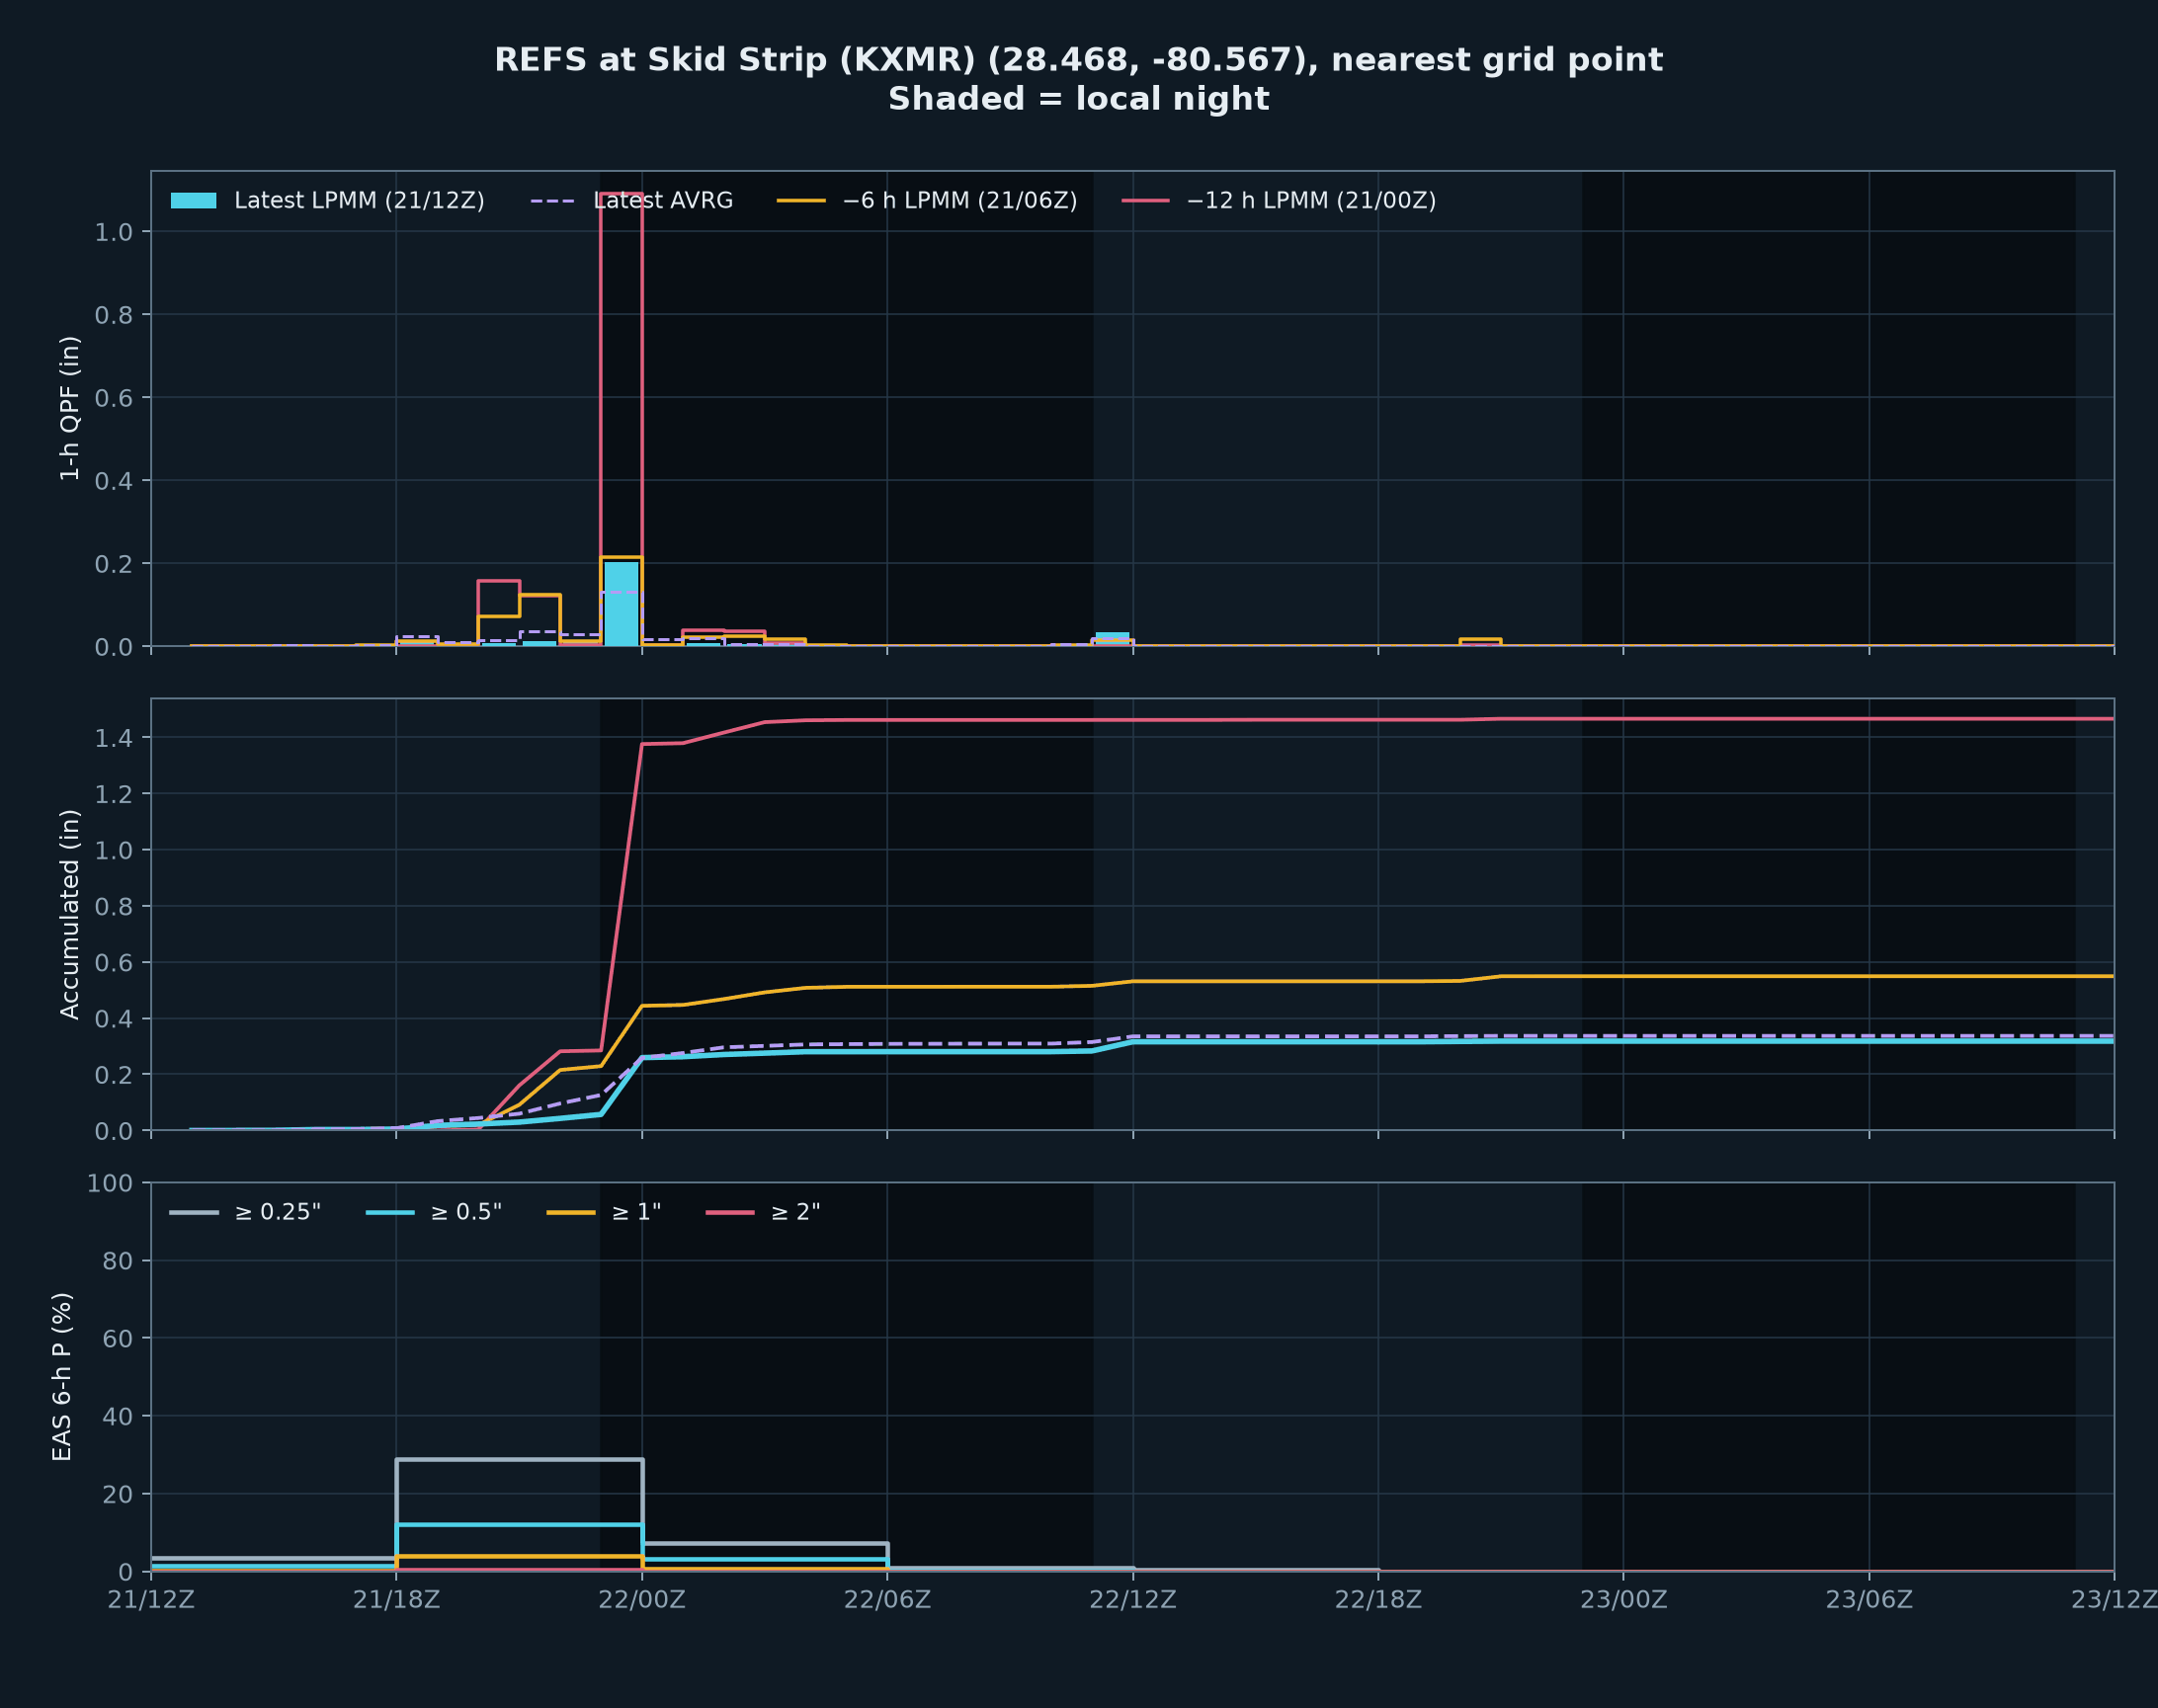 REFS at Skid Strip (KXMR) (28.468, -80.567), nearest grid point
Shaded = local night
Latest LPMM (21/12Z) Latest AVRG −6 h LPMM (21/06Z) −12 h LPMM (21/00Z)
1-h QPF (in)
1.0
0.8
0.6
0.4
0.2
0.0
Accumulated (in)
1.4
1.2
1.0
0.8
0.6
0.4
0.2
0.0
≥ 0.25" ≥ 0.5" ≥ 1" ≥ 2"
EAS 6-h P (%)
100
80
60
40
20
0
21/12Z 21/18Z 22/00Z 22/06Z 22/12Z 22/18Z 23/00Z 23/06Z 23/12Z